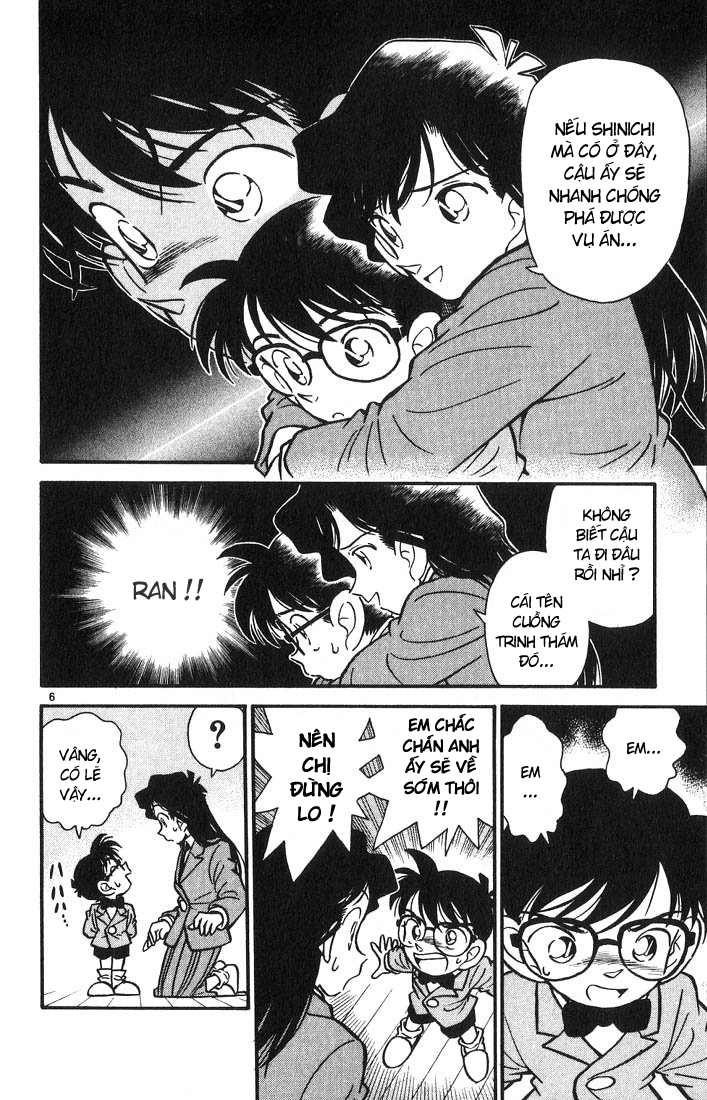 NẾU SHINICHI
MÀ CÓ Ở ĐÂY,
CẬU ẤY SẼ
NHANH CHÓNG
PHÁ ĐƯỢC
VỤ ÁN...
KHÔNG
BIẾT CẬU
TA ĐI ĐÂU
RỒI NHỈ ?
CÁI TÊN
CUỒNG
TRINH THÁM
ĐÓ...
RAN !!
6
EM...
EM
...
EM CHẮC
CHẮN ANH
ẤY SẼ VỀ
SỚM THÔI
!!
NÊN
CHỊ
ĐỪNG
LO !
?
VÂNG,
CÓ LẼ
VẬY...